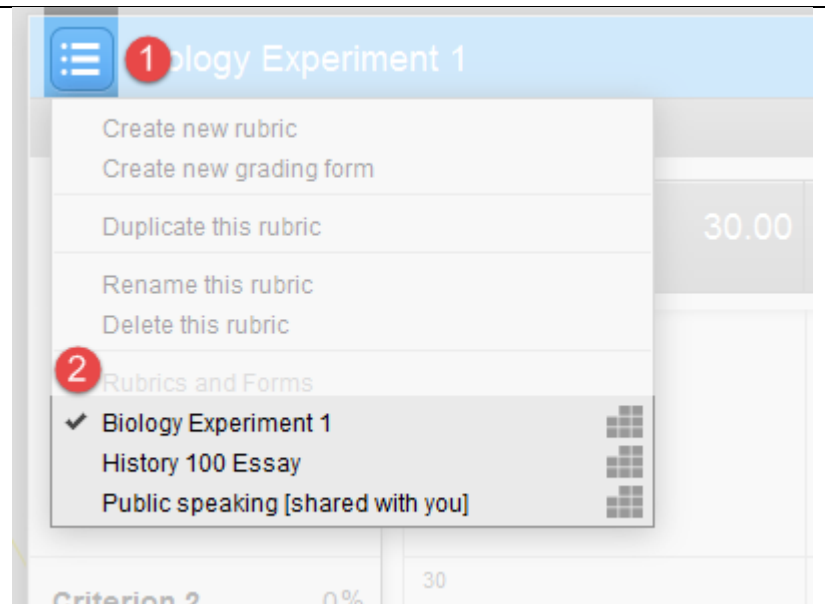 1 ology Experiment 1
Create new rubric
Create new grading form
Duplicate this rubric
30.00
Rename this rubric
Delete this rubric
2
Rubrics and Forms
Biology Experiment 1
History 100 Essay
Public speaking [shared with you]
30
Criterion 2 0%